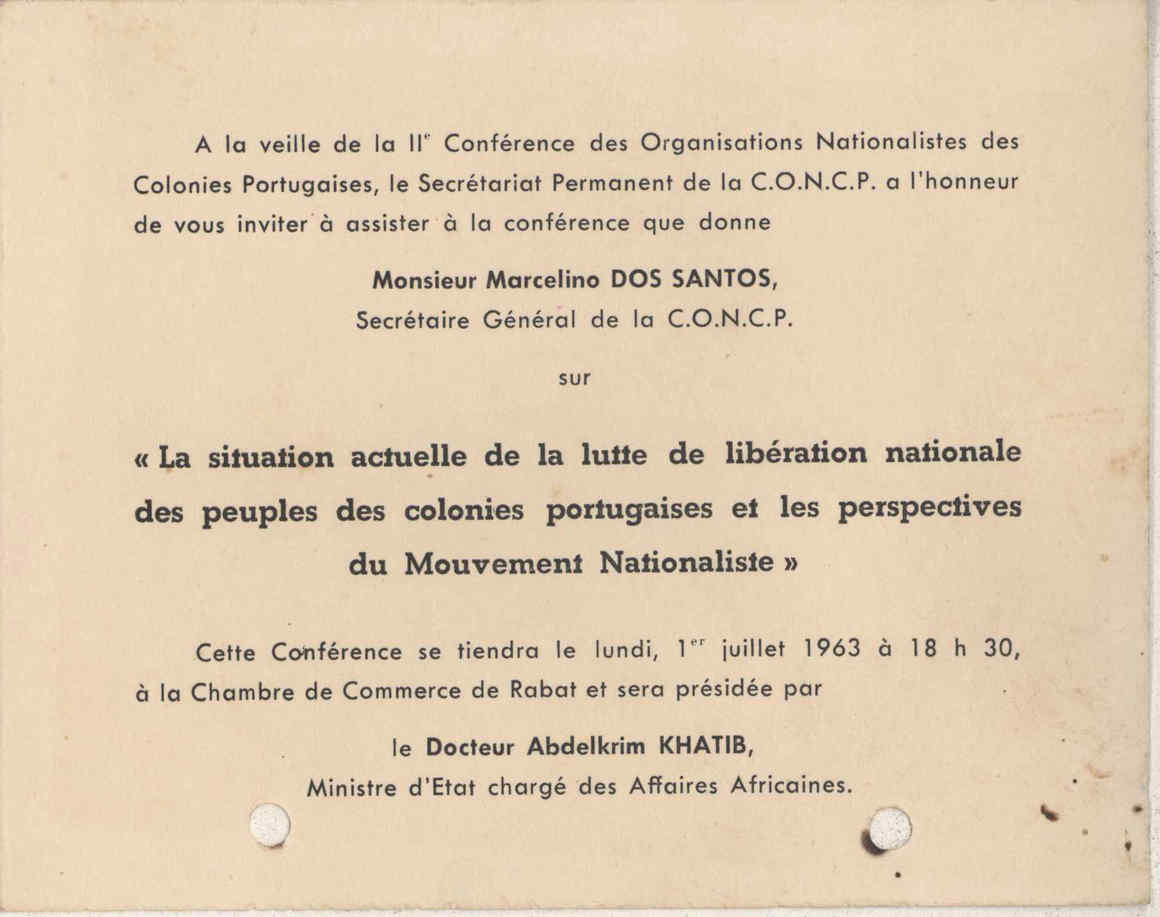 A la veille de la IIe Conférence des Organisations Nationalistes des
Colonies Portugaises, le Secrétariat Permanent de la C.O.N.C.P. a l'honneur
de vous inviter à assister à la conférence que donne
Monsieur Marcelino DOS SANTOS,
Secrétaire Général de la C.O.N.C.P.
sur
« La situation actuelle de la lutte de libération nationale
des peuples des colonies portugaises et les perspectives
du Mouvement Nationaliste »
Cette Conférence se tiendra le lundi, 1er juillet 1963 à 18 h 30,
à la Chambre de Commerce de Rabat et sera présidée par
le Docteur Abdelkrim KHATIB,
Ministre d'Etat chargé des Affaires Africaines.